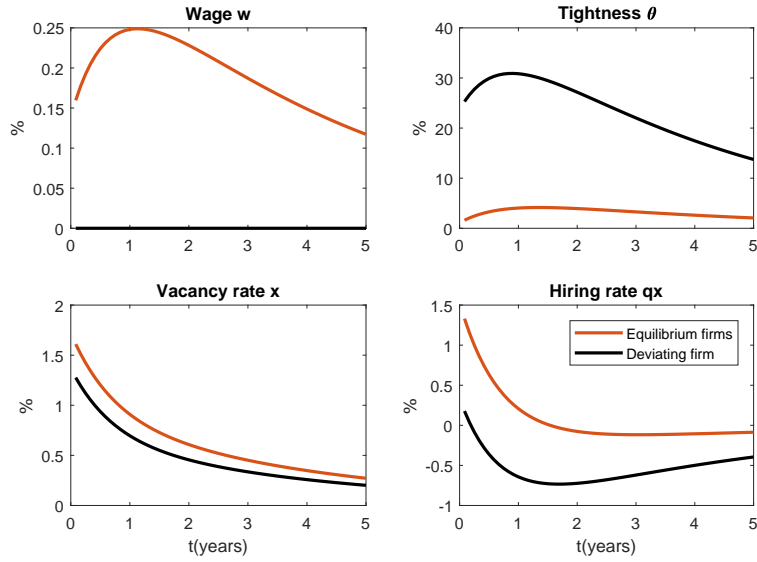 Wage w
0.25
0.2
0.15
0.1
0.05
0
%
0 1 2 3 4 5
Tightness θ
40
30
20
10
0
%
0 1 2 3 4 5
Vacancy rate x
2
1.5
1
0.5
0
%
0 1 2 3 4 5
t(years)
Hiring rate qx
1.5
1
0.5
0
-0.5
-1
%
0 1 2 3 4 5
t(years)
Equilibrium firms
Deviating firm